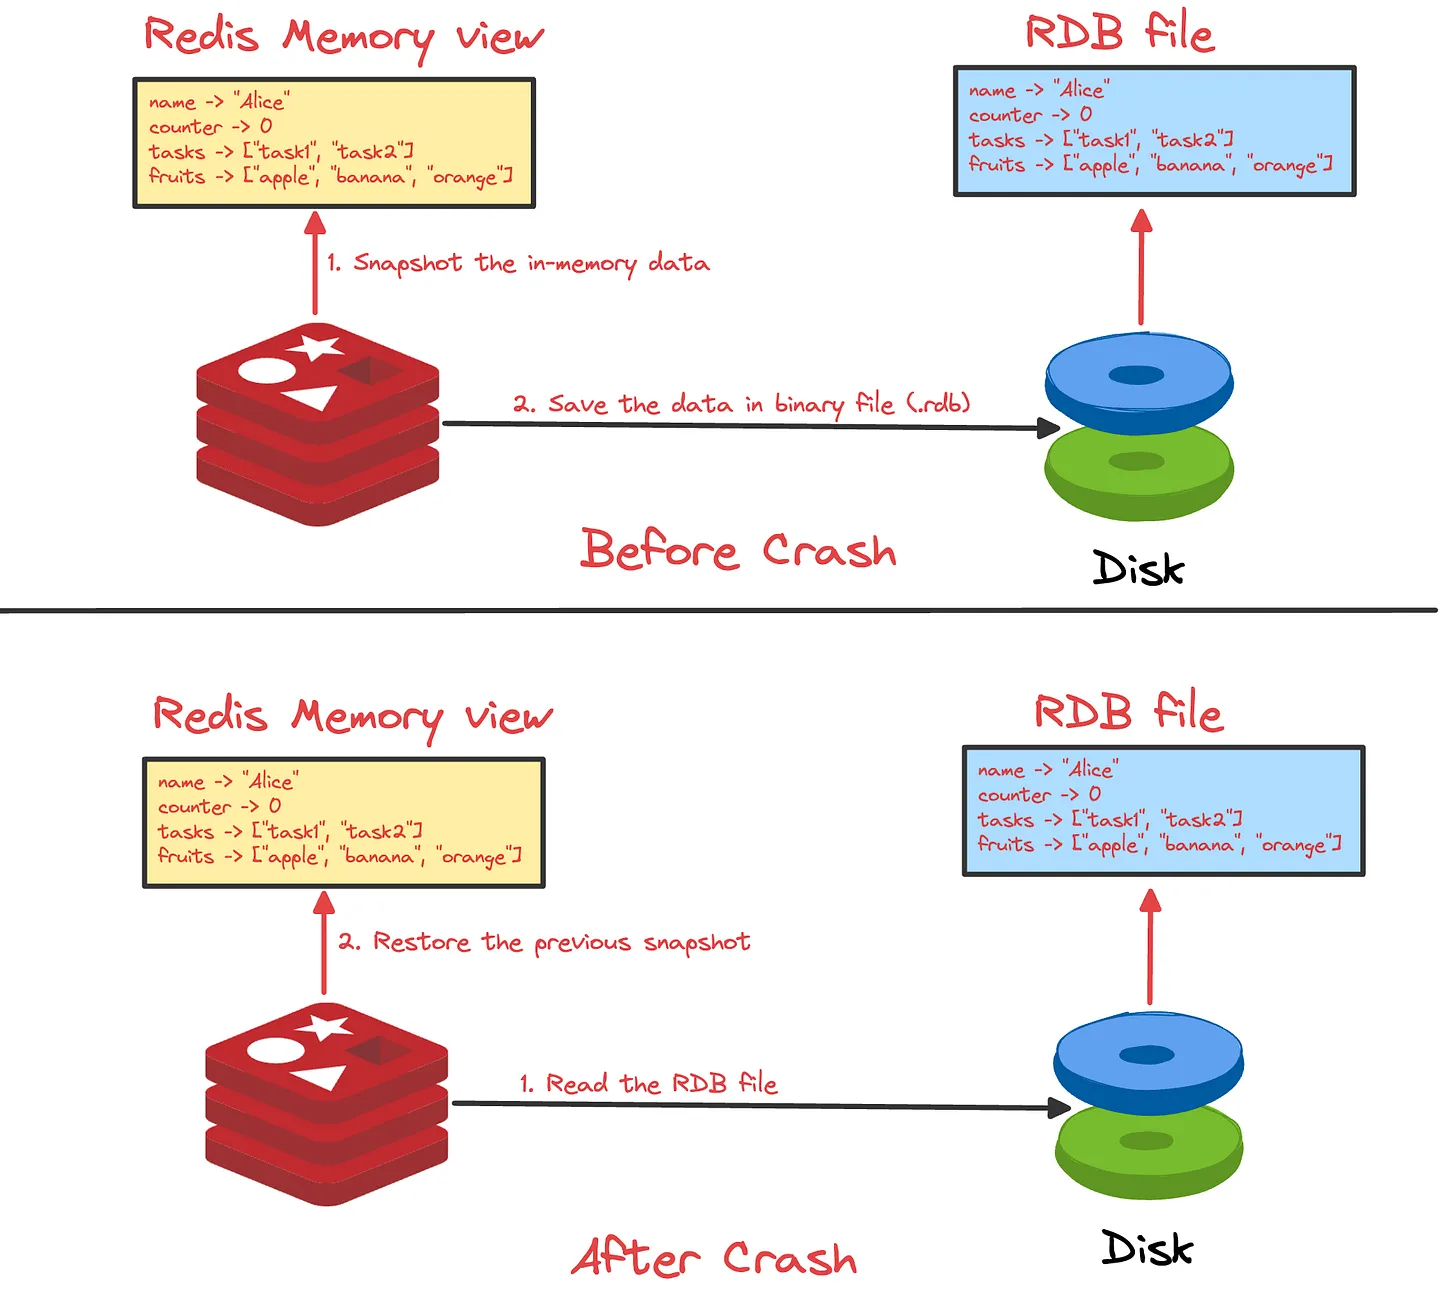 Redis Memory view
RDB file
name -> "Alice"
counter -> 0
tasks -> ["task1", "task2"]
fruits -> ["apple", "banana", "orange"]
name -> "Alice"
counter -> 0
tasks -> ["task1", "task2"]
fruits -> ["apple", "banana", "orange"]
1. Snapshot the in-memory data
2. Save the data in binary file (.rdb)
Before Crash
Disk
Redis Memory view
RDB file
name -> "Alice"
counter -> 0
tasks -> ["task1", "task2"]
fruits -> ["apple", "banana", "orange"]
name -> "Alice"
counter -> 0
tasks -> ["task1", "task2"]
fruits -> ["apple", "banana", "orange"]
2. Restore the previous snapshot
1. Read the RDB file
After Crash
Disk